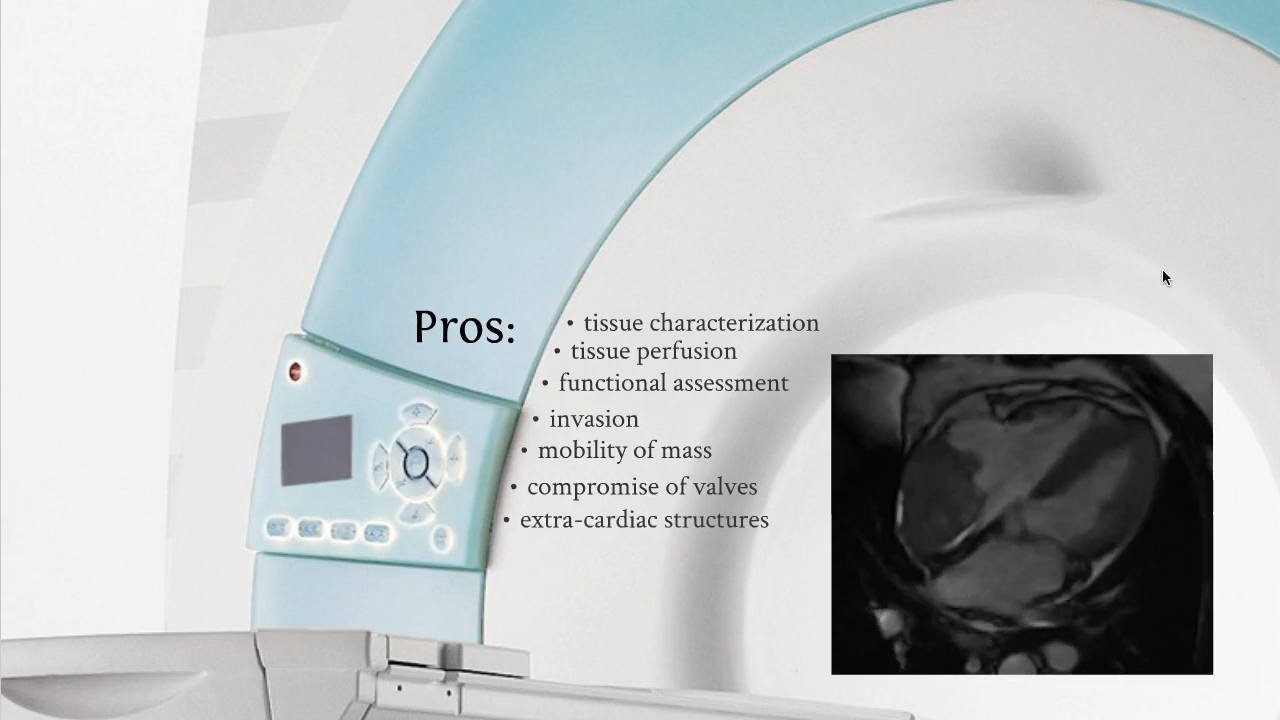 Pros:
• tissue characterization
• tissue perfusion
• functional assessment
• invasion
• mobility of mass
• compromise of valves
• extra-cardiac structures